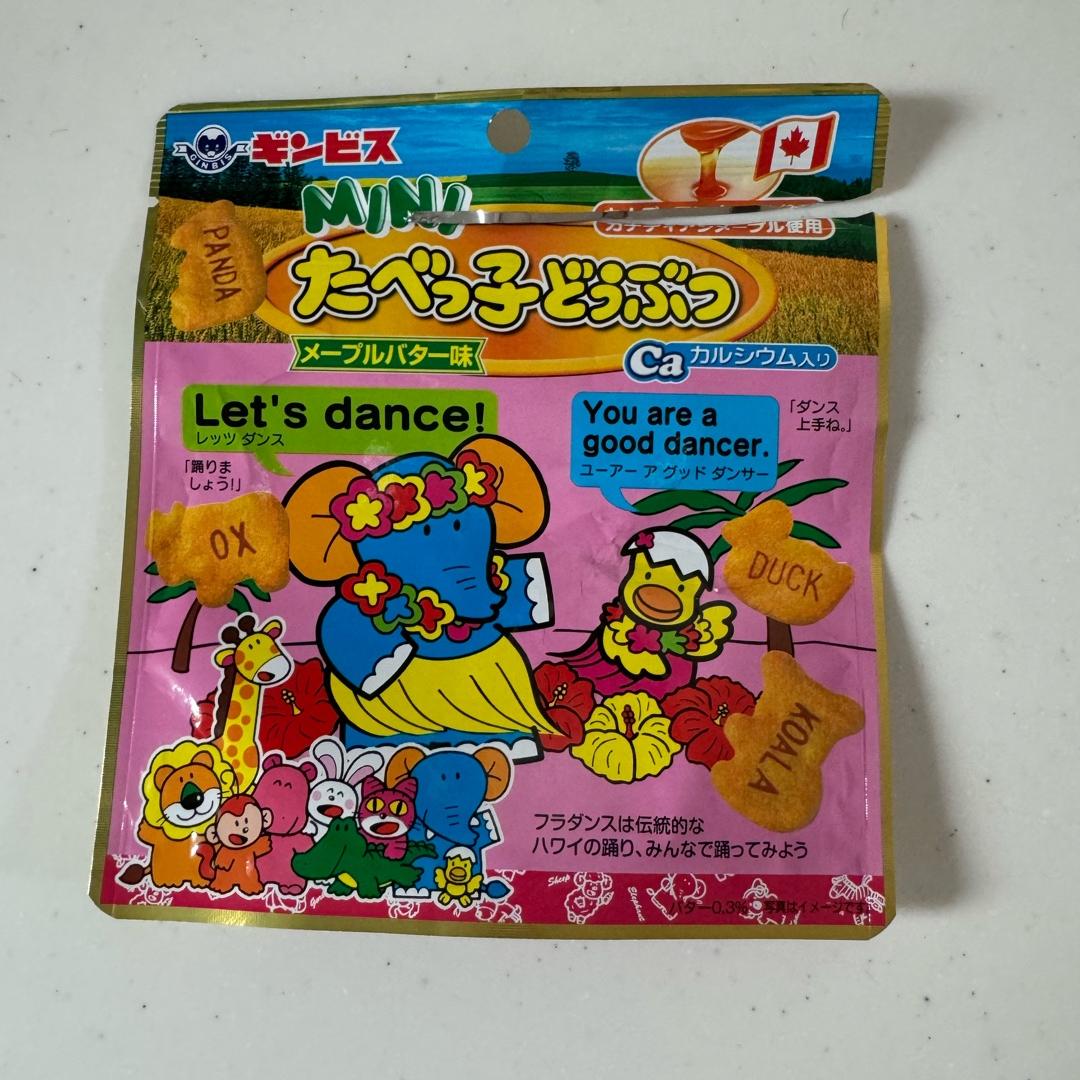 GINBIS
ギンビス
MINI
カナディアンメープル使用
PANDA
たべっ子どうぶつ
メープルバター味
Ca カルシウム入り
Let's dance!
レッツ ダンス
「踊りま
しょう!」
You are a
good dancer.
ユーアー ア グッド ダンサー
「ダンス
上手ね。」
OX
DUCK
KOALA
フラダンスは伝統的な
ハワイの踊り、みんなで踊ってみよう
Sheep
Elephant
バター0.3% 写真はイメージです